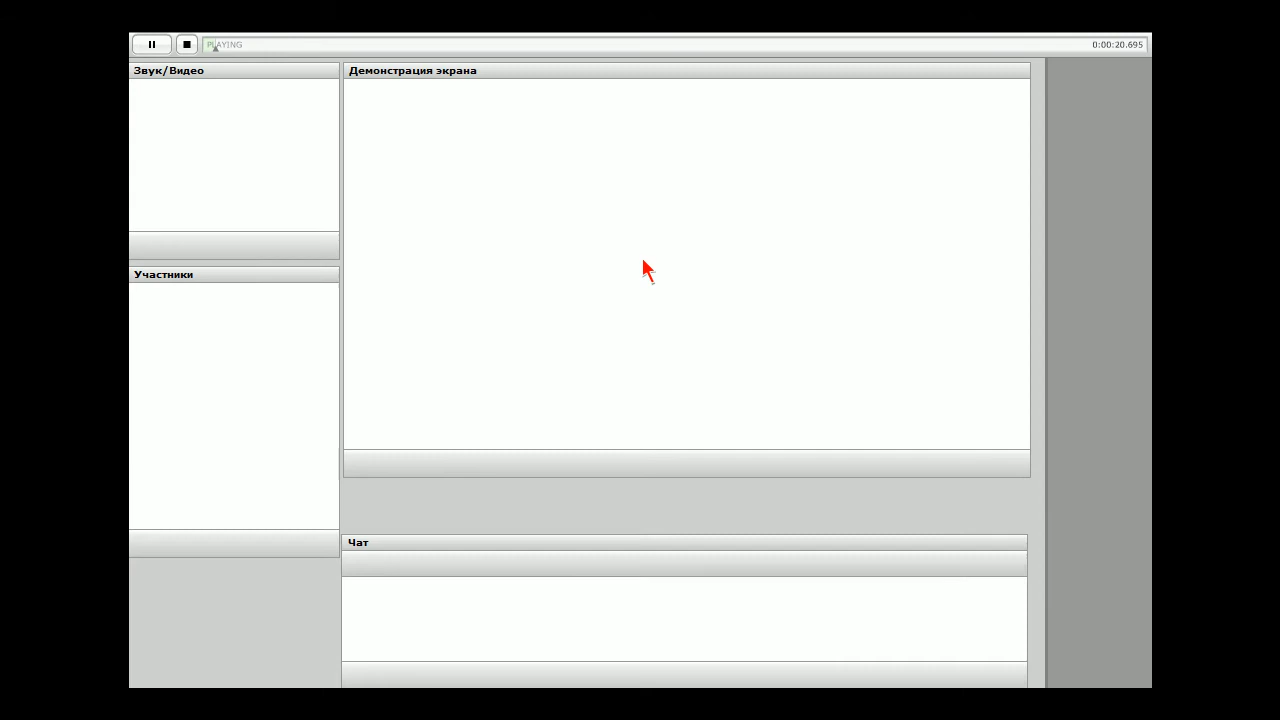 PLAYING
0:00:20.695
Звук/Видео
Демонстрация экрана
Участники
Чат